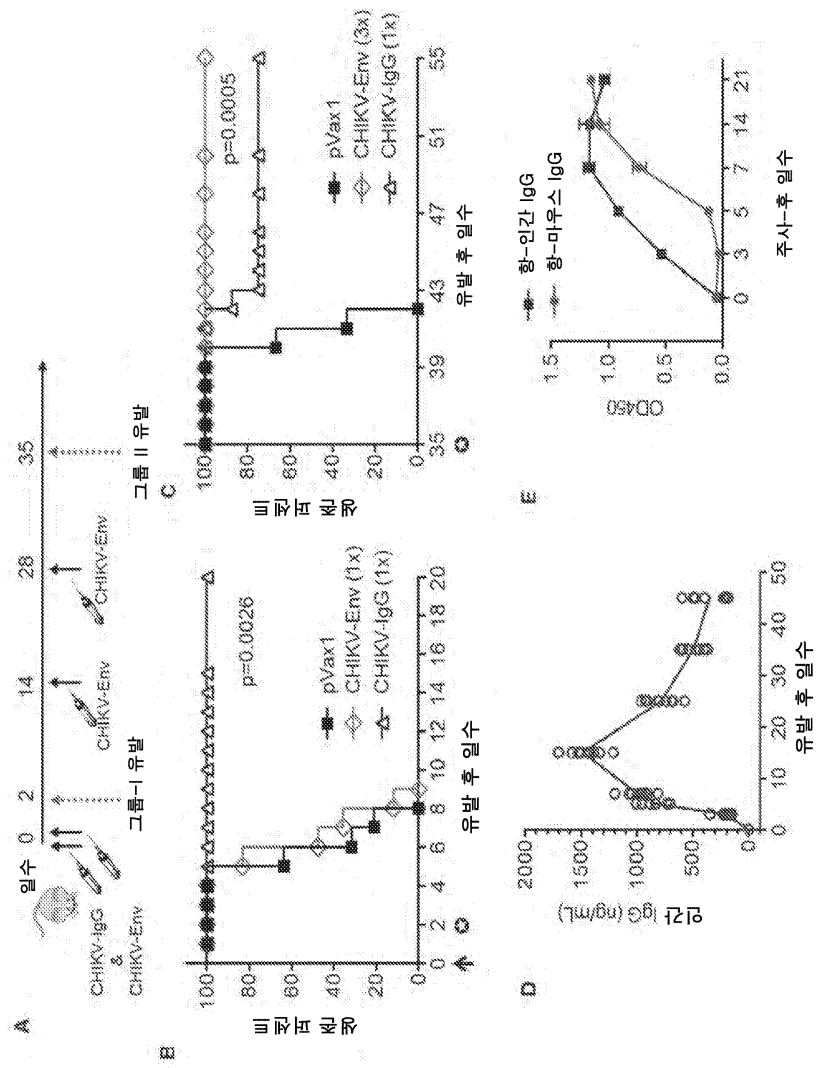 A
일수
0 2 14 28 35
CHIKV-IgG
&
CHIKV-Env
CHIKV-Env
CHIKV-Env
그룹-I 유발
그룹 II 유발
B
생존 퍼센트
100
80
60
40
20
0
p=0.0026
pVax1
CHIKV-Env (1x)
CHIKV-IgG (1x)
0 2 4 6 8 10 12 14 16 18 20
유발 후 일수
C
생존 퍼센트
100
80
60
40
20
0
p=0.0005
pVax1
CHIKV-Env (3x)
CHIKV-IgG (1x)
35 39 43 47 51 55
유발 후 일수
D
인간 IgG (ng/mL)
2000
1500
1000
500
0
0 10 20 30 40 50
유발 후 일수
E
항-인간 IgG
항-마우스 IgG
OD450
1.5
1.0
0.5
0.0
0 3 5 7 14 21
주사-후 일수